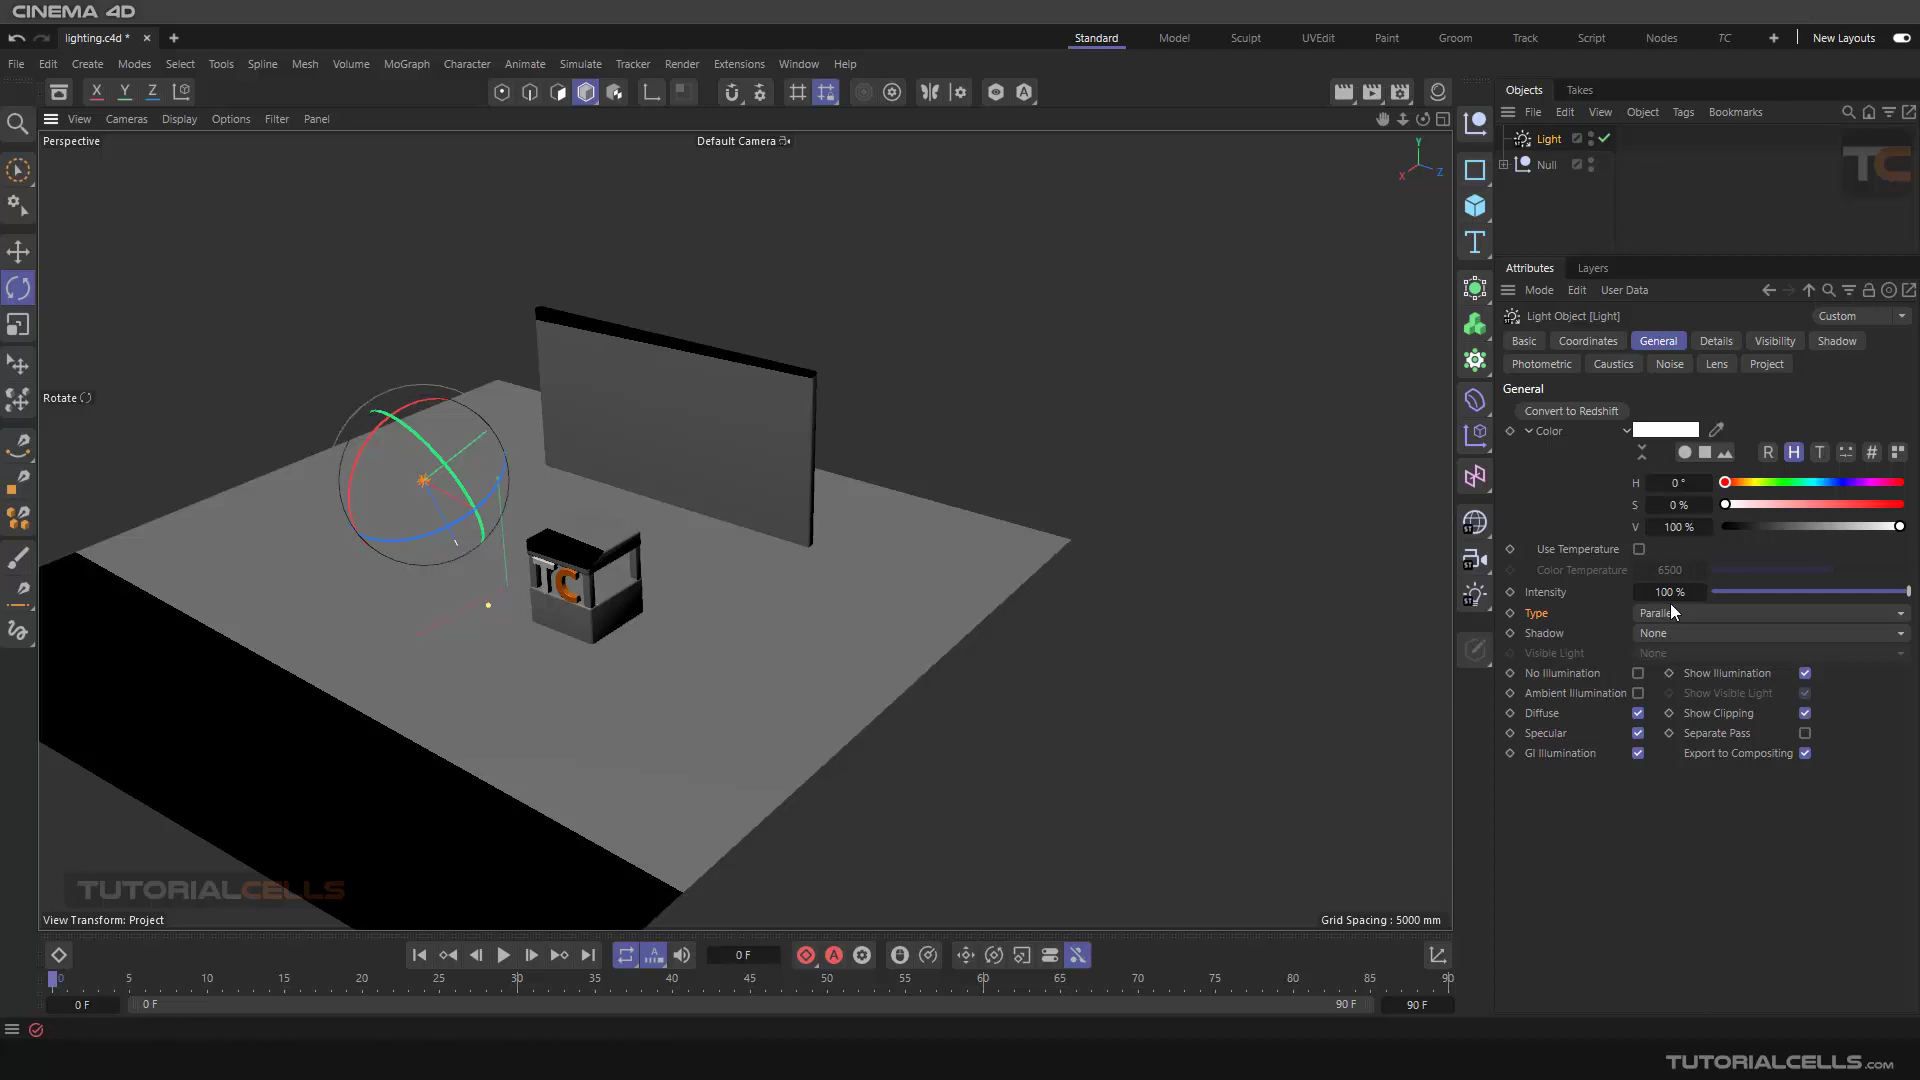 CINEMA 4D
lighting.c4d *
Standard
Model
Sculpt
UVEdit
Paint
Groom
Track
Script
Nodes
TC
New Layouts
File Edit Create Modes Select Tools Spline Mesh Volume MoGraph Character Animate Simulate Tracker Render Extensions Window Help
X Y Z
View Cameras Display Options Filter Panel
Perspective
Default Camera
Y
X
Z
Rotate
TC
TUTORIALCELLS
View Transform: Project
Grid Spacing : 5000 mm
Objects Takes
File Edit View Object Tags Bookmarks
Light
Null
TC
Attributes Layers
Mode Edit User Data
Light Object [Light]
Custom
Basic Coordinates General Details Visibility Shadow
Photometric Caustics Noise Lens Project
General
Convert to Redshift
Color
R H T #
H 0 °
S 0 %
V 100 %
Use Temperature
Color Temperature 6500
Intensity 100 %
Type
Shadow None
Visible Light None
No Illumination Show Illumination
Ambient Illumination Show Visible Light
Diffuse Show Clipping
Specular Separate Pass
GI Illumination Export to Compositing
0 F
0 5 10 15 20 25 30 35 40 45 50 55 60 65 70 75 80 85 90
0 F 0 F 90 F 90 F
TUTORIALCELLS.COM